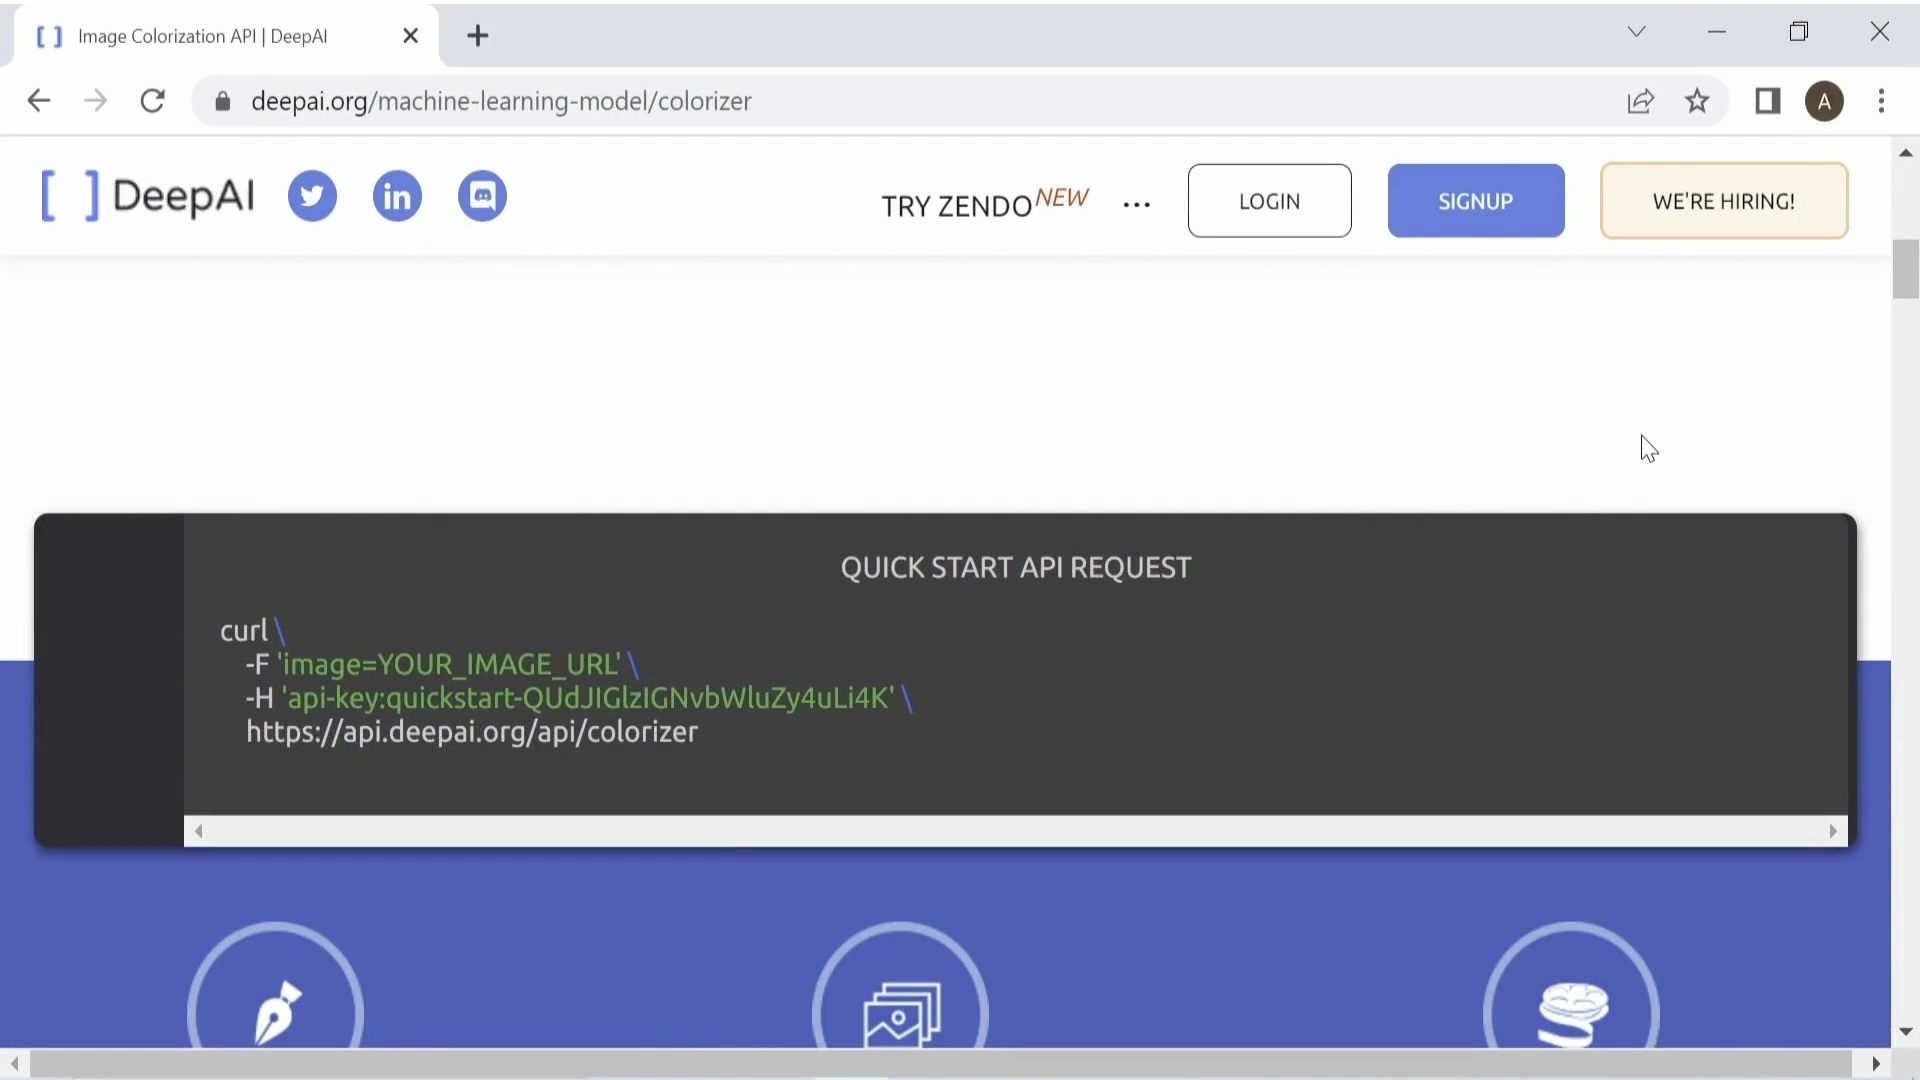 Image Colorization API | DeepAI
deepai.org/machine-learning-model/colorizer
A
[ ] DeepAI
in
TRY ZENDO NEW
...
LOGIN
SIGNUP
WE'RE HIRING!
QUICK START API REQUEST
curl \
-F 'image=YOUR_IMAGE_URL' \
-H 'api-key:quickstart-QUdJIGlzIGNvbWluZy4uLi4K' \
https://api.deepai.org/api/colorizer